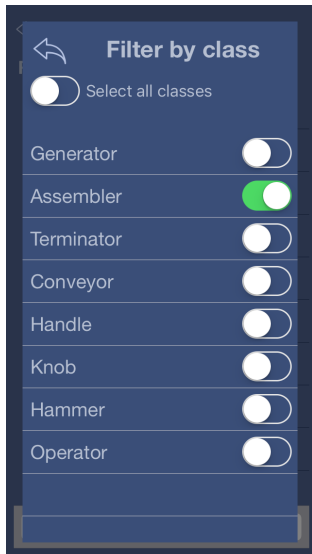 Filter by class
Select all classes
Generator
Assembler
Terminator
Conveyor
Handle
Knob
Hammer
Operator